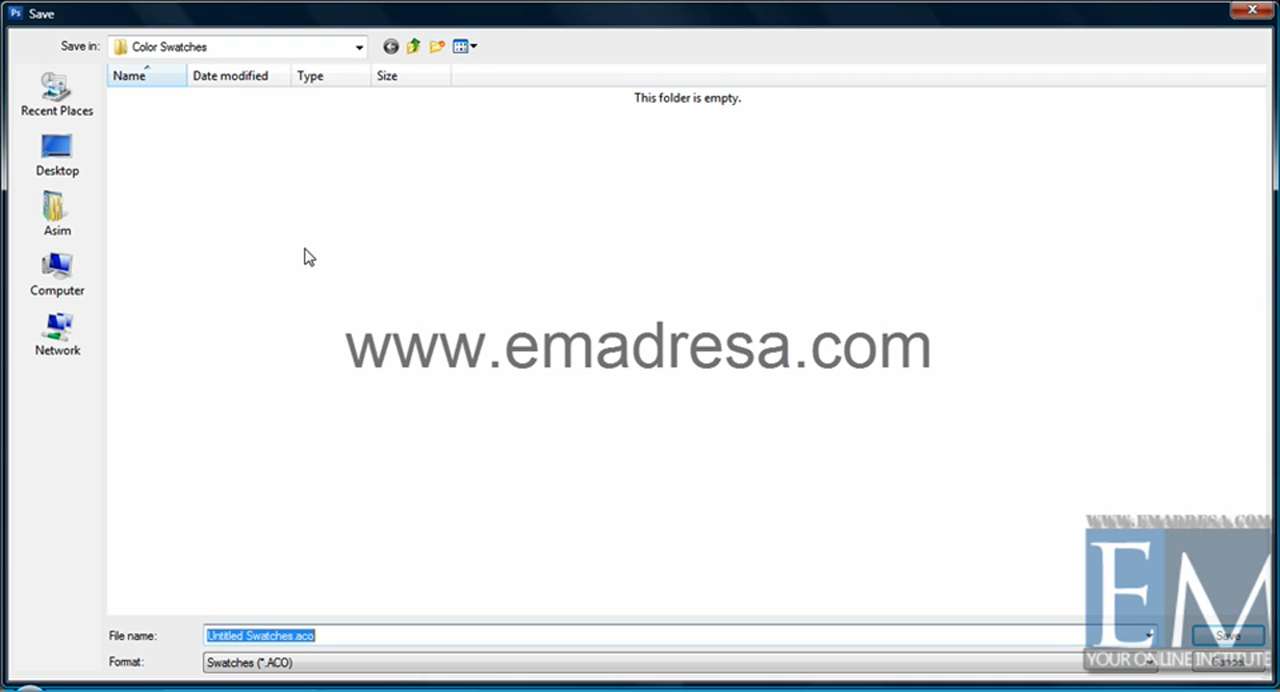 Ps Save
Save in: Color Swatches
Name Date modified Type Size
This folder is empty.
Recent Places
Desktop
Asim
Computer
Network
www.emadresa.com
WWW.EMADRESA.COM
EM
YOUR ONLINE INSTITUTE
File name: Untitled Swatches.aco Save
Format: Swatches (*.ACO) Cancel